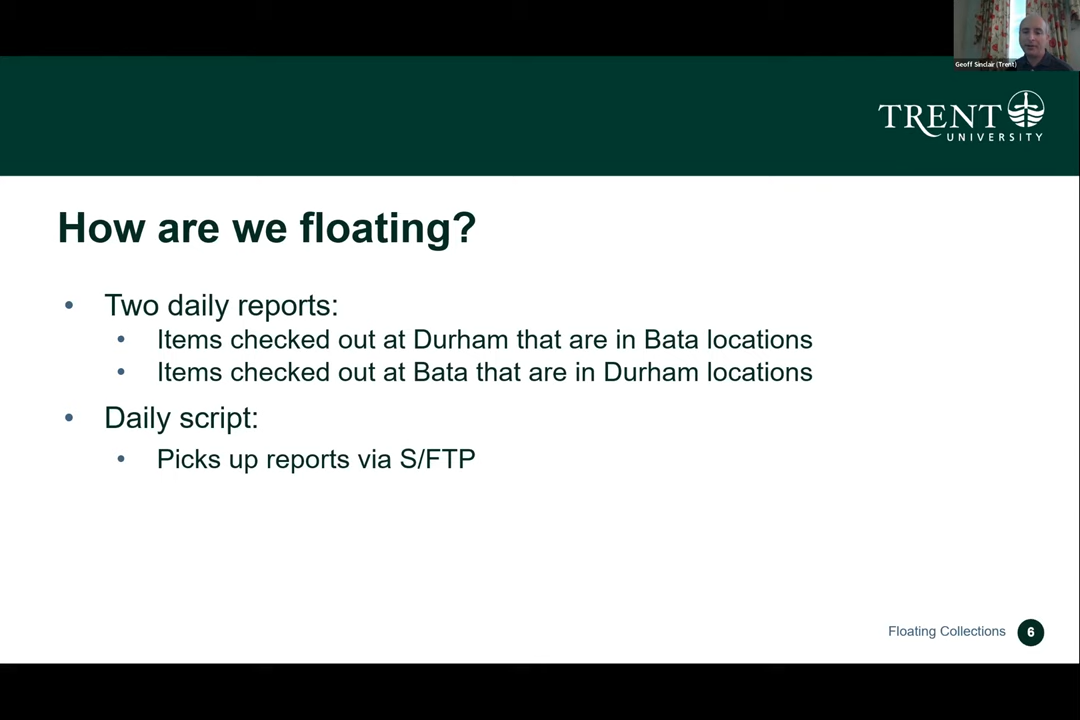 Geoff Sinclair (Trent)
TRENT
UNIVERSITY
How are we floating?
• Two daily reports:
• Items checked out at Durham that are in Bata locations
• Items checked out at Bata that are in Durham locations
• Daily script:
• Picks up reports via S/FTP
Floating Collections 6